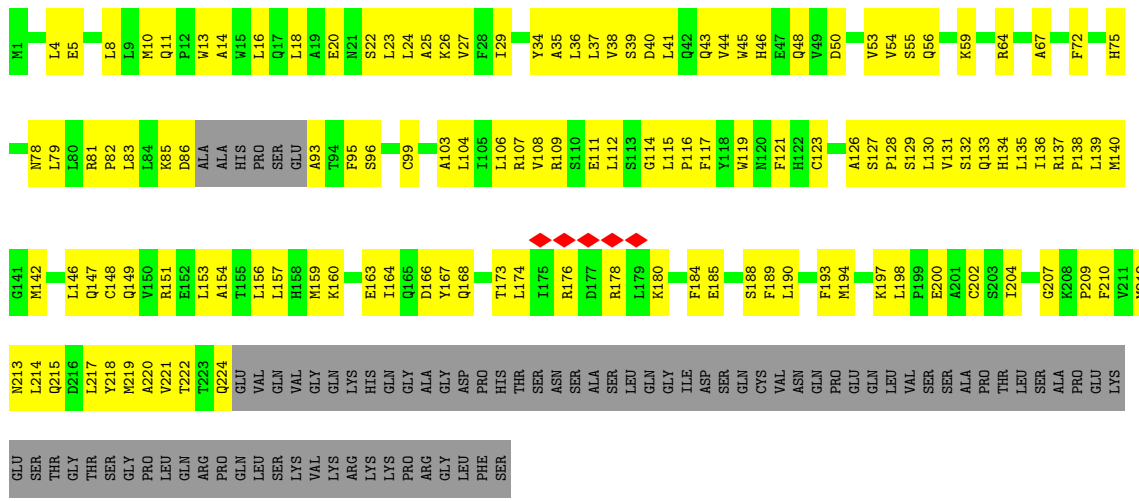 M1 L4 E5 L8 L9 M10 Q11 P12 W13 A14 W15 L16 Q17 L18 A19 E20 N21 S22 L23 L24 A25 K26 V27 F28 I29 Y34 A35 L36 L37 V38 S39 D40 L41 Q42 Q43 V44 W45 H46 E47 Q48 V49 D50 V53 V54 S55 Q56 K59 R64 A67 F72 H75
N78 L79 L80 R81 P82 L83 L84 K85 D86 ALA ALA HIS PRO SER GLU A93 T94 F95 S96 C99 A103 L104 I105 L106 R107 V108 R109 S110 E111 L112 S113 G114 L115 P116 F117 Y118 W119 N120 F121 H122 C123 A126 S127 P128 S129 L130 V131 S132 Q133 H134 L135 I136 R137 P138 L139 M140
G141 M142 L146 Q147 C148 Q149 V150 R151 E152 L153 A154 T155 L156 L157 H158 M159 K160 E163 I164 Q165 D166 Y167 Q168 T173 L174 I175 R176 D177 R178 L179 K180 F184 E185 S188 F189 L190 F193 M194 K197 L198 P199 E200 A201 C202 S203 I204 G207 K208 P209 F210 V211
N213 L214 Q215 D216 L217 Y218 M219 A220 V221 T222 T223 Q224 GLU VAL GLN VAL GLY GLN LYS HIS GLN GLY ALA GLY ASP PRO HIS THR SER ASN SER ALA SER LEU GLN GLY ILE ASP SER GLN CYS VAL ASN GLN PRO GLU GLN LEU VAL SER SER ALA PRO THR LEU SER ALA PRO GLU LYS
GLU SER THR GLY THR SER GLY PRO LEU GLN ARG PRO GLN LEU SER LYS VAL LYS ARG LYS LYS PRO ARG GLY LEU PHE SER